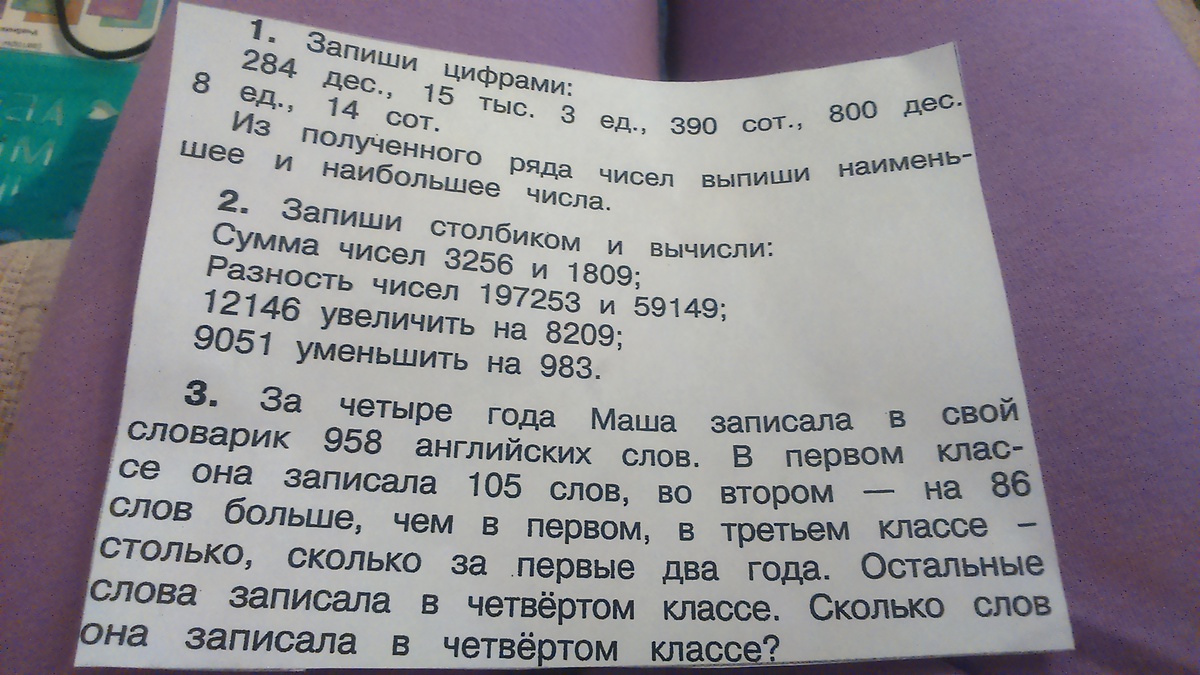 1. Запиши цифрами:
284 дес., 15 тыс. 3 ед., 390 сот., 800 дес.
8 ед., 14 сот.
Из полученного ряда чисел выпиши наимень-
шее и наибольшее числа.
2. Запиши столбиком и вычисли:
Сумма чисел 3256 и 1809;
Разность чисел 197253 и 59149;
12146 увеличить на 8209;
9051 уменьшить на 983.
3. За четыре года Маша записала в свой
словарик 958 английских слов. В первом клас-
се она записала 105 слов, во втором — на 86
слов больше, чем в первом, в третьем классе –
столько, сколько за первые два года. Остальные
слова записала в четвёртом классе. Сколько слов
она записала в четвёртом классе?